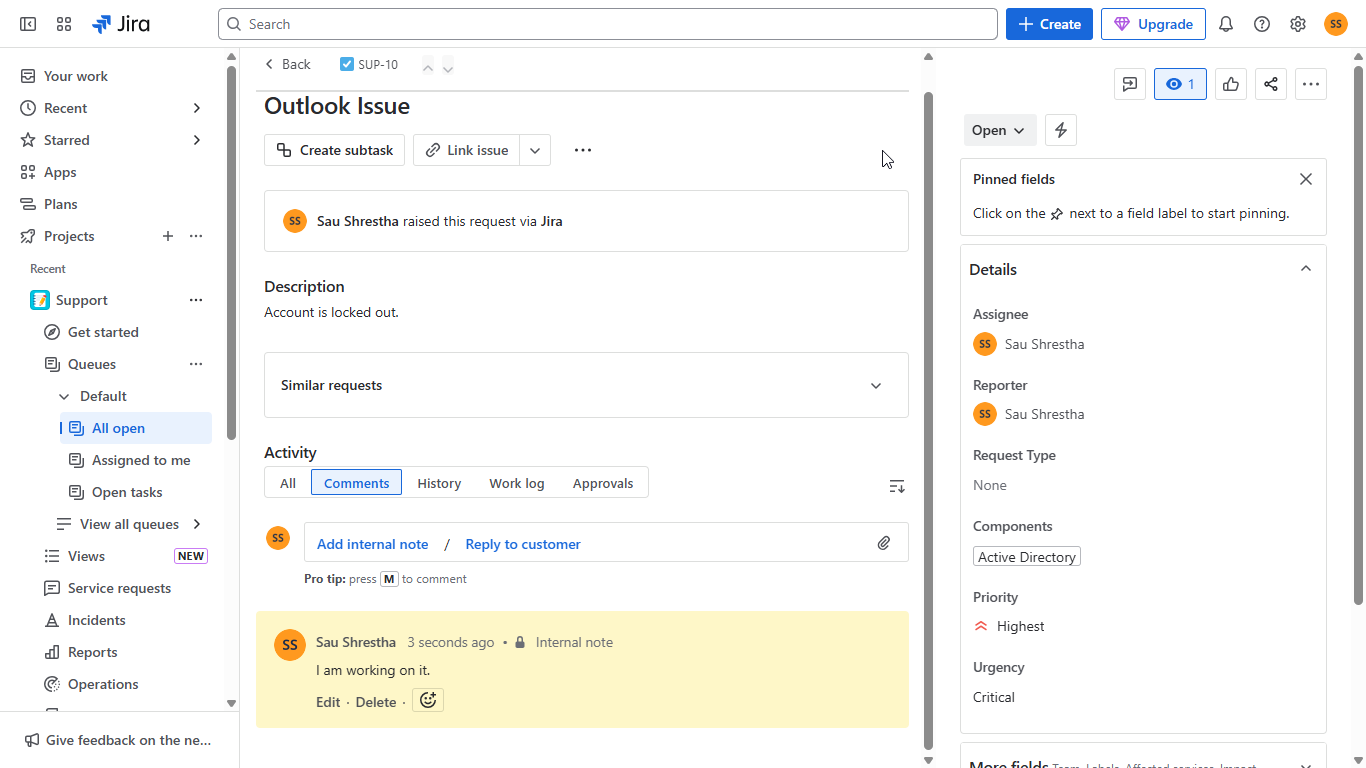 Jira
Search
Create
Upgrade
SS
Your work
Recent
Starred
Apps
Plans
Projects
Recent
Support
Get started
Queues
Default
All open
Assigned to me
Open tasks
View all queues
Views NEW
Service requests
Incidents
Reports
Operations
Give feedback on the ne...
Back
SUP-10
Outlook Issue
Create subtask
Link issue
SS Sau Shrestha raised this request via Jira
Description
Account is locked out.
Similar requests
Activity
All Comments History Work log Approvals
SS Add internal note / Reply to customer
Pro tip: press M to comment
SS Sau Shrestha 3 seconds ago • Internal note
I am working on it.
Edit · Delete ·
1
Open
Pinned fields
Click on the next to a field label to start pinning.
Details
Assignee
SS Sau Shrestha
Reporter
SS Sau Shrestha
Request Type
None
Components
Active Directory
Priority
Highest
Urgency
Critical
More fields Team, Labels, Affected services, Impact